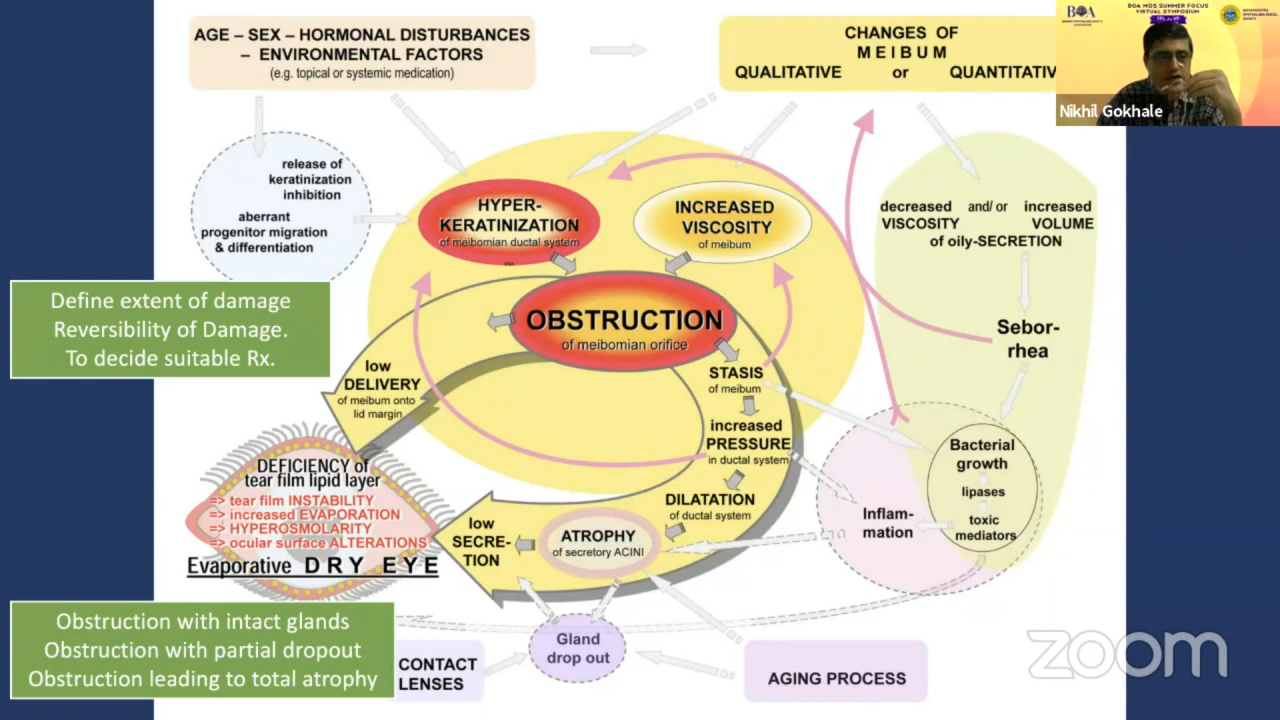 AGE – SEX – HORMONAL DISTURBANCES
– ENVIRONMENTAL FACTORS
(e.g. topical or systemic medication)
CHANGES OF
MEIBUM
QUALITATIVE or QUANTITATIV
BOA
BOA MOS SUMMER FOCUS
VIRTUAL SYMPOSIUM
Nikhil Gokhale
release of
keratinization
inhibition
aberrant
progenitor migration
& differentiation
HYPER-
KERATINIZATION
of meibomian ductal system
INCREASED
VISCOSITY
of meibum
decreased and/ or increased
VISCOSITY VOLUME
of oily-SECRETION
Define extent of damage
Reversibility of Damage.
To decide suitable Rx.
OBSTRUCTION
of meibomian orifice
Sebor-
rhea
low
DELIVERY
of meibum onto
lid margin
STASIS
of meibum
increased
PRESSURE
in ductal system
DILATATION
of ductal system
Bacterial
growth
lipases
toxic
mediators
Inflam-
mation
DEFICIENCY of
tear film lipid layer
=> tear film INSTABILITY
=> increased EVAPORATION
=> HYPEROSMOLARITY
=> ocular surface ALTERATIONS
Evaporative DRY EYE
low
SECRE-
TION
ATROPHY
of secretory ACINI
Obstruction with intact glands
Obstruction with partial dropout
Obstruction leading to total atrophy
CONTACT
LENSES
Gland
drop out
AGING PROCESS
zoom